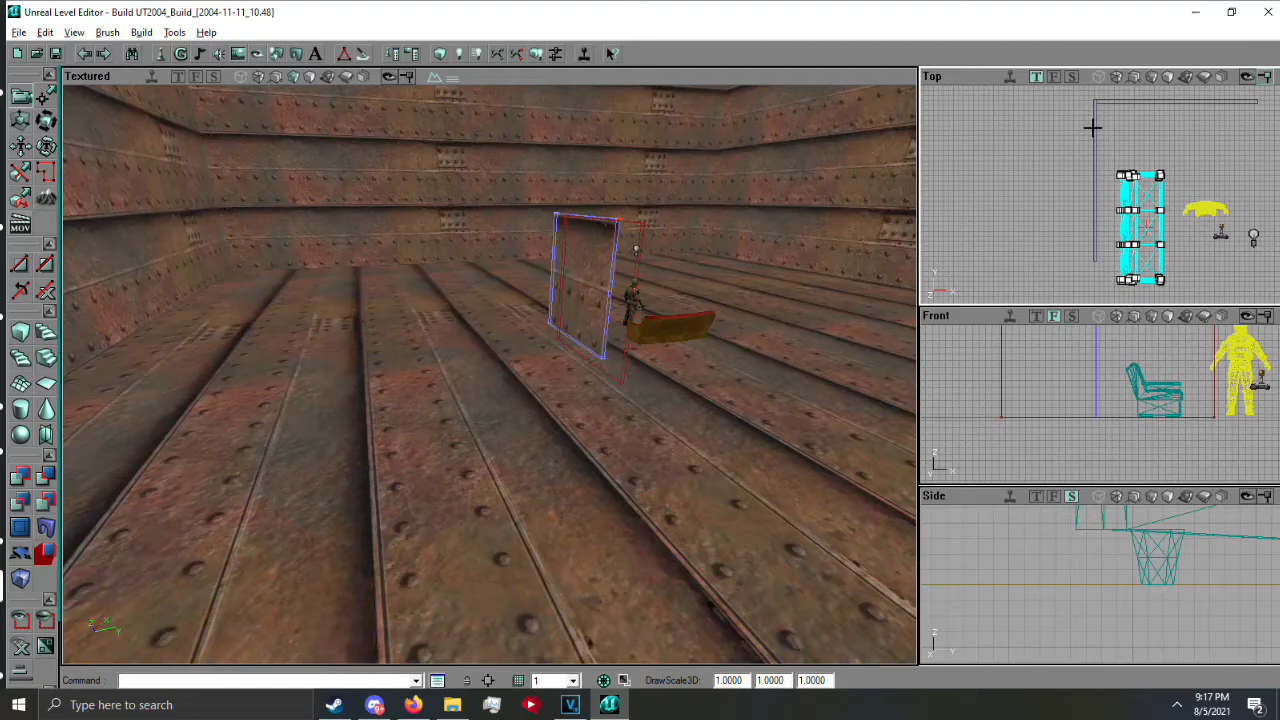 Unreal Level Editor - Build UT2004_Build_[2004-11-11_10.48]
File Edit View Brush Build Tools Help
Textured
T F S
Top
T F S
Front
T F S
Side
T F S
MOV
Z X Y
Y
Z X
Z
Y X
Z
X Y
Command :
1
DrawScale3D:
1.0000 1.0000 1.0000
Type here to search
9:17 PM
8/5/2021
2